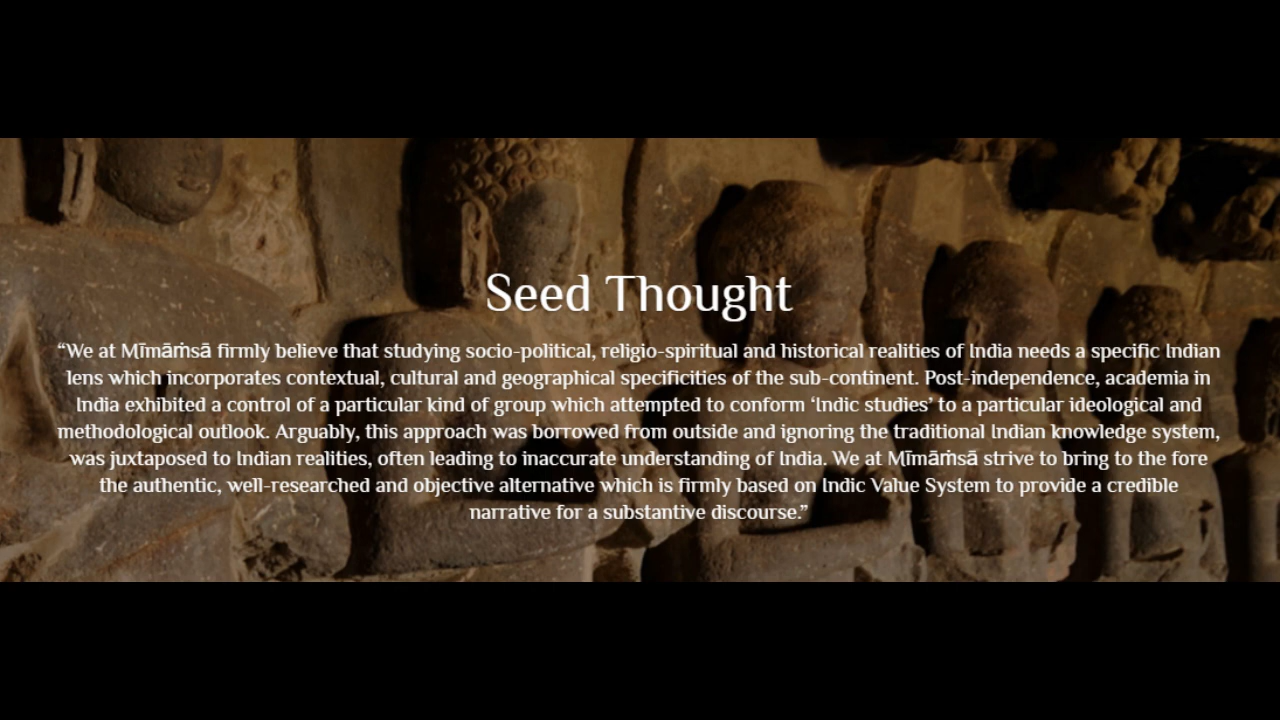 Seed Thought
“We at Mīmāṁsā firmly believe that studying socio-political, religio-spiritual and historical realities of India needs a specific Indian
lens which incorporates contextual, cultural and geographical specificities of the sub-continent. Post-independence, academia in
India exhibited a control of a particular kind of group which attempted to conform ‘Indic studies’ to a particular ideological and
methodological outlook. Arguably, this approach was borrowed from outside and ignoring the traditional Indian knowledge system,
was juxtaposed to Indian realities, often leading to inaccurate understanding of India. We at Mīmāṁsā strive to bring to the fore
the authentic, well-researched and objective alternative which is firmly based on Indic Value System to provide a credible
narrative for a substantive discourse.”